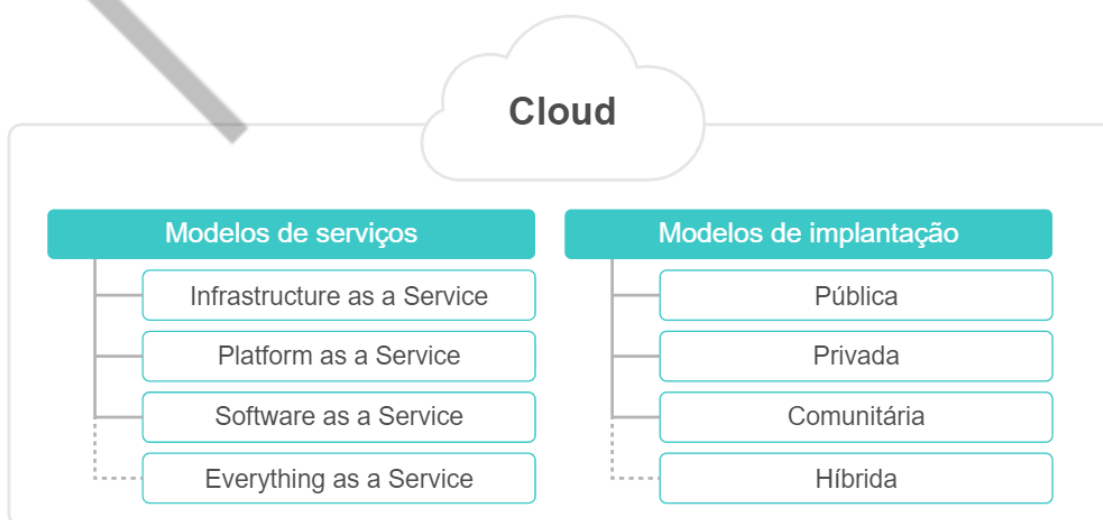 Cloud
Modelos de serviços
Infrastructure as a Service
Platform as a Service
Software as a Service
Everything as a Service
Modelos de implantação
Pública
Privada
Comunitária
Híbrida